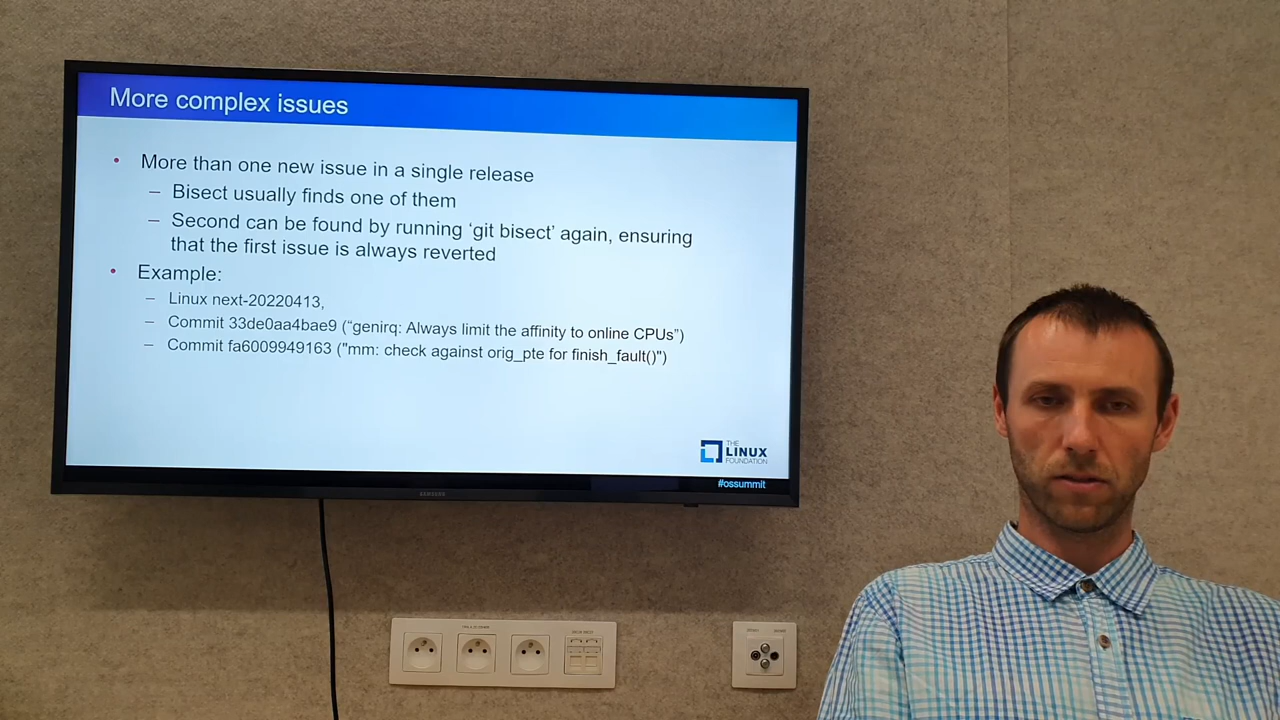 More complex issues
• More than one new issue in a single release
– Bisect usually finds one of them
– Second can be found by running ‘git bisect’ again, ensuring
that the first issue is always reverted
• Example:
– Linux next-20220413,
– Commit 33de0aa4bae9 (“genirq: Always limit the affinity to online CPUs”)
– Commit fa6009949163 ("mm: check against orig_pte for finish_fault()")
THE
LINUX
FOUNDATION
#ossummit
SAMSUNG